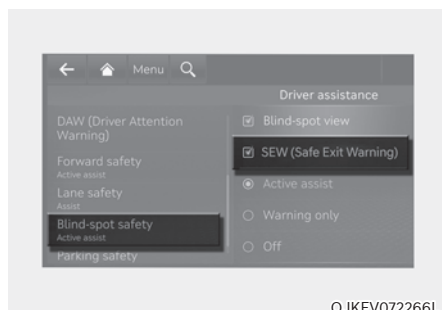 Menu
Driver assistance
DAW (Driver Attention
Warning)
Forward safety
Active assist
Lane safety
Assist
Blind-spot safety
Active assist
Parking safety
Blind-spot view
SEW (Safe Exit Warning)
Active assist
Warning only
Off
OJKEV072266L